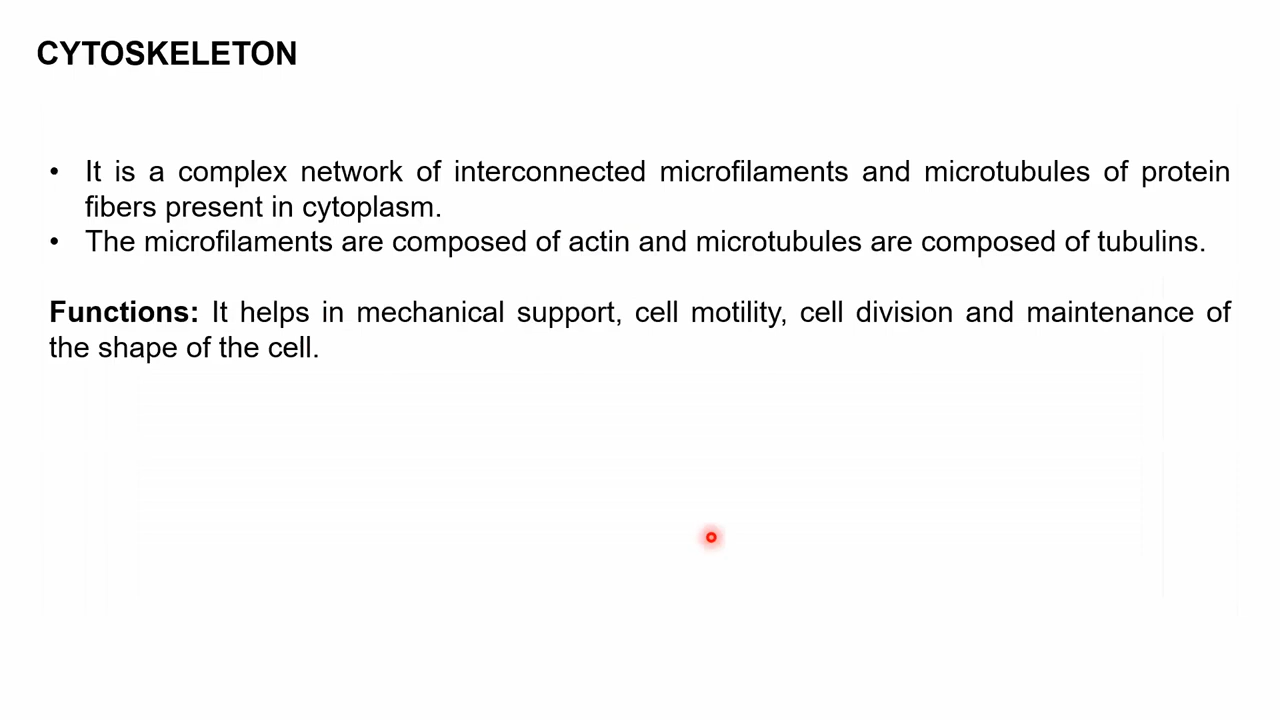 CYTOSKELETON
• It is a complex network of interconnected microfilaments and microtubules of protein
fibers present in cytoplasm.
• The microfilaments are composed of actin and microtubules are composed of tubulins.
Functions: It helps in mechanical support, cell motility, cell division and maintenance of
the shape of the cell.